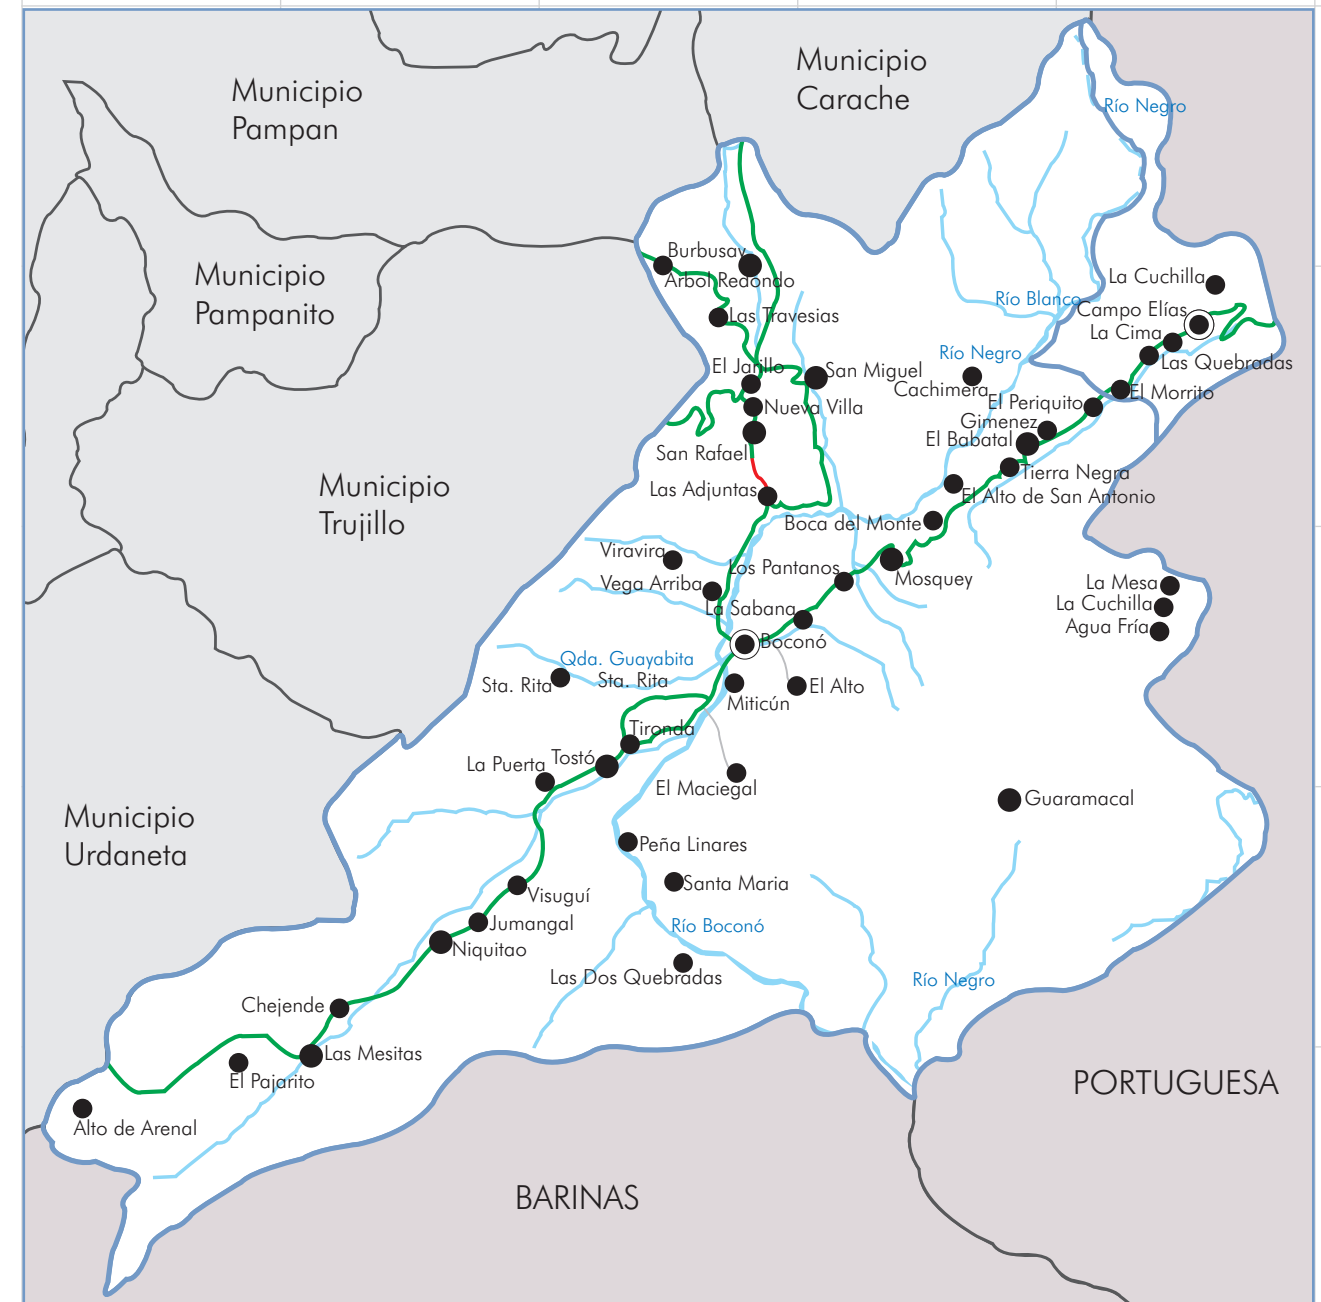 Municipio
Carache
Municipio
Pampan
Río Negro
Burbusay
Arbol Redondo
Municipio
Pampanito
La Cuchilla
Río Blanco
Campo Elías
Las Travesias
La Cima
Río Negro
Las Quebradas
El Jarillo
San Miguel
Cachimera
El Morrito
El Periquito
Nueva Villa
Gimenez
El Babatal
San Rafael
Tierra Negra
Las Adjuntas
El Alto de San Antonio
Municipio
Trujillo
Boca del Monte
Viravira
Los Pantanos
Mosquey
Vega Arriba
La Mesa
La Cuchilla
La Sabana
Agua Fría
Boconó
Qda. Guayabita
Sta. Rita
Sta. Rita
El Alto
Miticún
Tironda
Tostó
La Puerta
El Maciegal
Guaramacal
Municipio
Urdaneta
Peña Linares
Santa Maria
Visuguí
Jumangal
Río Boconó
Niquitao
Las Dos Quebradas
Río Negro
Chejende
Las Mesitas
El Pajarito
PORTUGUESA
Alto de Arenal
BARINAS